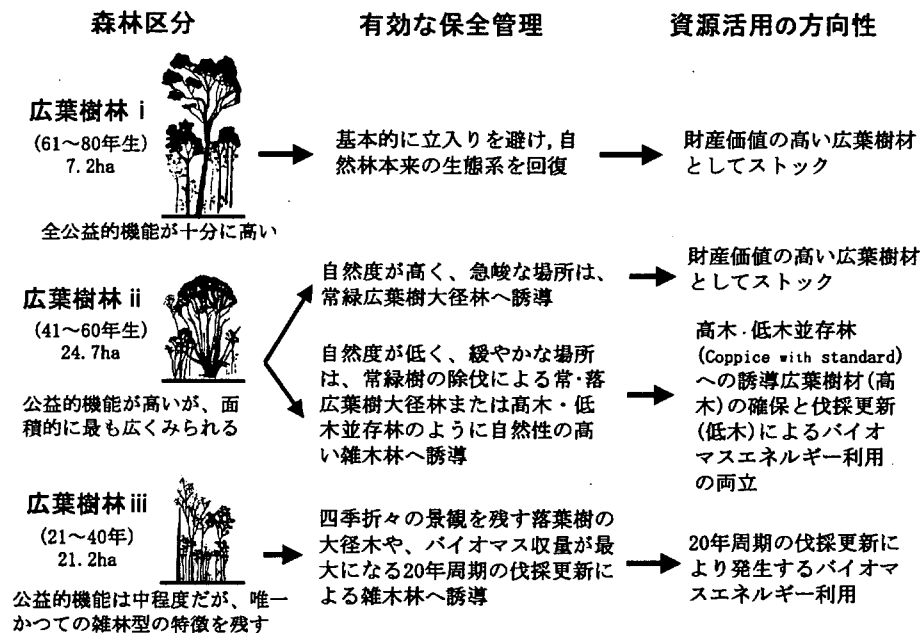 森林区分
有効な保全管理
資源活用の方向性
広葉樹林 i
(61～80年生)
7.2ha
全公益的機能が十分に高い
基本的に立入りを避け,自
然林本来の生態系を回復
財産価値の高い広葉樹材
としてストック
広葉樹林 ii
(41～60年生)
24.7ha
公益的機能が高いが、面
積的に最も広くみられる
自然度が高く、急峻な場所は、
常緑広葉樹大径林へ誘導
財産価値の高い広葉樹材
としてストック
自然度が低く、緩やかな場所
は、常緑樹の除伐による常・落
広葉樹大径林または高木・低
木並存林のように自然性の高
い雑木林へ誘導
高木・低木並存林
(Coppice with standard)
への誘導広葉樹材(高
木)の確保と伐採更新
(低木)によるバイオ
マスエネルギー利用
の両立
広葉樹林 iii
(21～40年)
21.2ha
公益的機能は中程度だが、唯一
かつての雑林型の特徴を残す
四季折々の景観を残す落葉樹の
大径木や、バイオマス収量が最
大になる20年周期の伐採更新に
よる雑木林へ誘導
20年周期の伐採更新に
より発生するバイオマ
スエネルギー利用